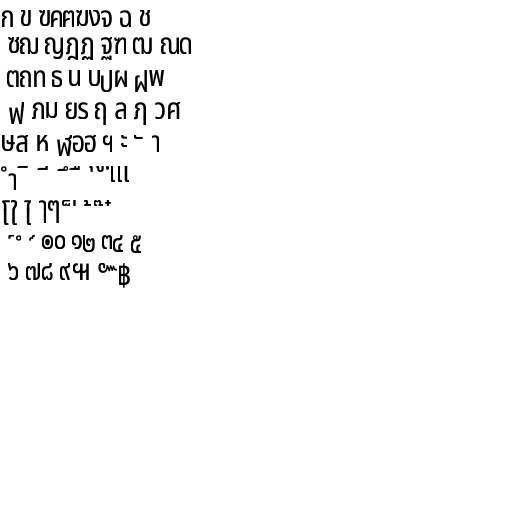 ก ข ฃคฅฆงจ ฉ ช
ซฌ ญฎฏ ฐฑ ฒ ณด
ตถท ธ น บปผ ฝพ
ฟ ภม ยร ฤ ล ฦ วศ
ษส ห ฬอฮ ฯ ะ ั า
ำ ิ ี ึ ื ุ ู ฺ เแ
โใ ไ ๅๆ ็ ่ ้ ๊ ๋
์ ํ ๎ ๏๐ ๑๒ ๓๔ ๕
๖ ๗๘ ๙๚ ๛฿